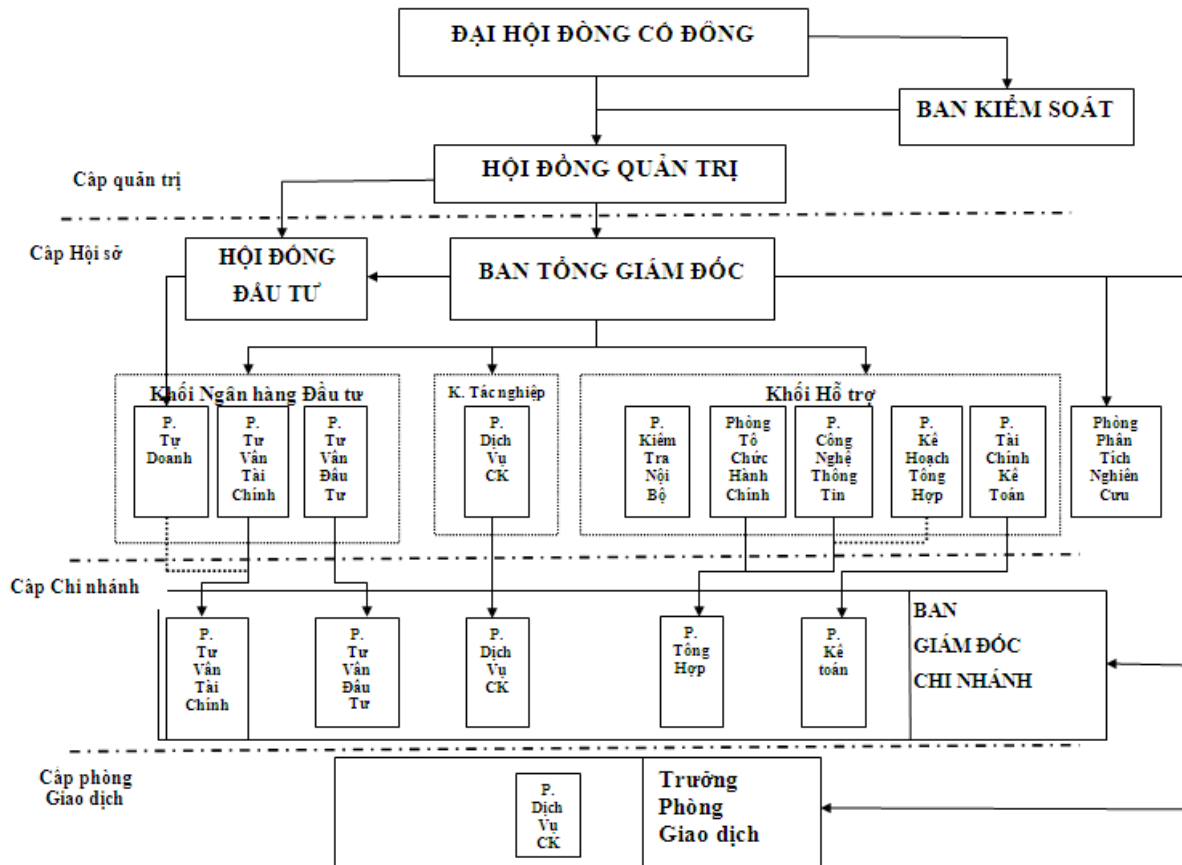 ĐẠI HỘI ĐỒNG CỔ ĐÔNG
BAN KIỂM SOÁT
HỘI ĐỒNG QUẢN TRỊ
Cấp quản trị
Cấp Hội sở
HỘI ĐỒNG
ĐẦU TƯ
BAN TỔNG GIÁM ĐỐC
Khối Ngân hàng Đầu tư
P.
Tự
Doanh
P.
Tư
Vấn
Tài
Chính
P.
Tư
Vấn
Đầu
Tư
K. Tác nghiệp
P.
Dịch
Vụ
CK
Khối Hỗ trợ
P.
Kiểm
Tra
Nội
Bộ
Phòng
Tổ
Chức
Hành
Chính
P.
Công
Nghệ
Thông
Tin
P.
Kế
Hoạch
Tổng
Hợp
P.
Tài
Chính
Kế
Toán
Phòng
Phân
Tích
Nghiên
Cưu
Cấp Chi nhánh
P.
Tư
Vấn
Tài
Chính
P.
Tư
Vấn
Đầu
Tư
P.
Dịch
Vụ
CK
P.
Tổng
Hợp
P.
Kế
toán
BAN
GIÁM ĐỐC
CHI NHÁNH
Cấp phòng
Giao dịch
P.
Dịch
Vụ
CK
Trưởng
Phòng
Giao dịch